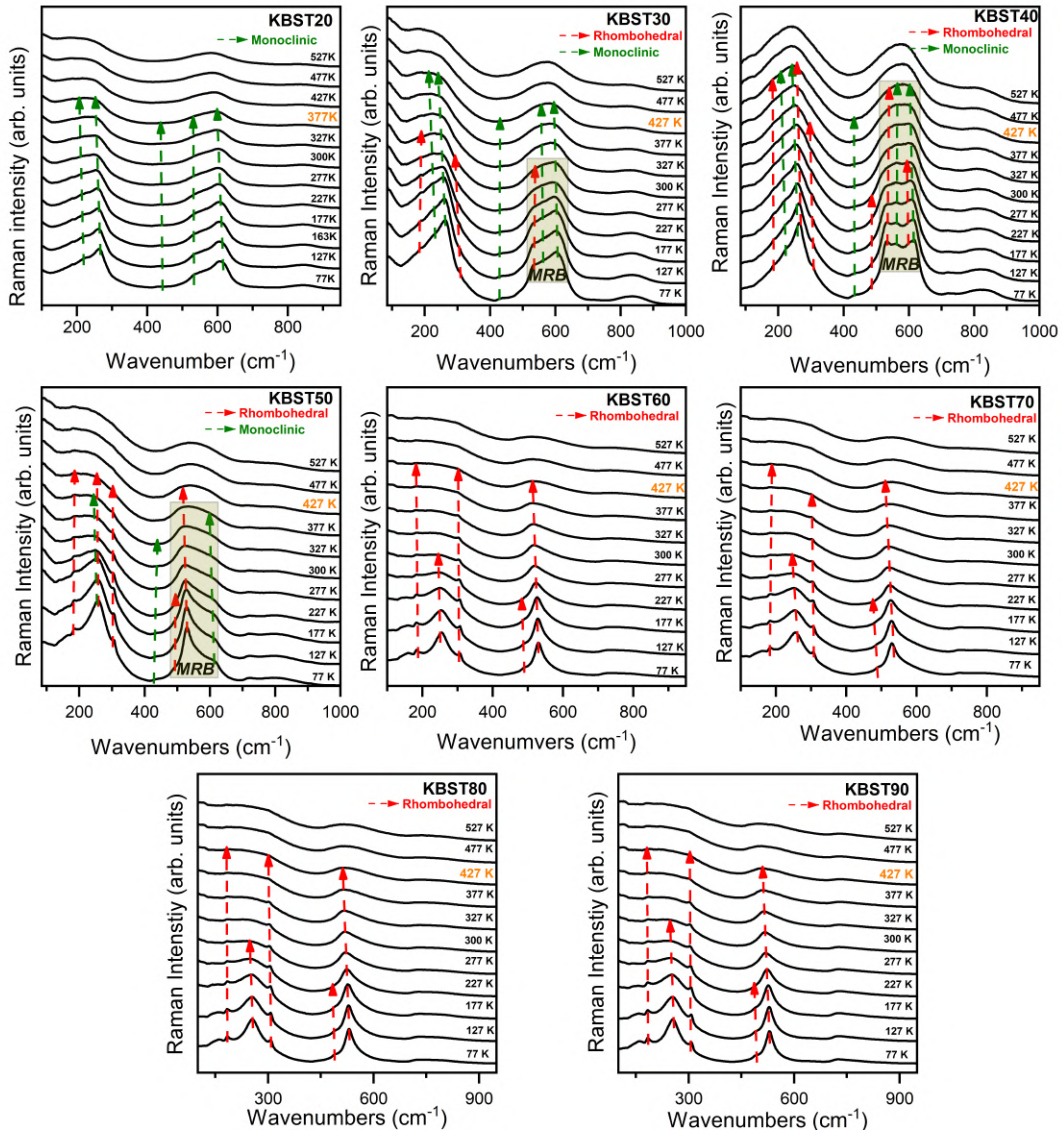 KBST20
Monoclinic
527K
477K
427K
377K
327K
300K
277K
227K
177K
163K
127K
77K
Raman intensity (arb. units)
200 400 600 800
Wavenumber (cm⁻¹)
KBST30
Rhombohedral
Monoclinic
527 K
477 K
427 K
377 K
327 K
300 K
277 K
227 K
177 K
127 K
77 K
MRB
Raman Intensity (arb. units)
200 400 600 800 1000
Wavenumbers (cm⁻¹)
KBST40
Rhombohedral
Monoclinic
527 K
477 K
427 K
377 K
327 K
300 K
277 K
227 K
177 K
127 K
77 K
MRB
Raman Intensity (arb. units)
200 400 600 800 1000
Wavenumber (cm⁻¹)
KBST50
Rhombohedral
Monoclinic
527 K
477 K
427 K
377 K
327 K
300 K
277 K
227 K
177 K
127 K
77 K
MRB
Raman Intensity (arb. units)
200 400 600 800 1000
Wavenumbers (cm⁻¹)
KBST60
Rhombohedral
527 K
477 K
427 K
377 K
327 K
300 K
277 K
227 K
177 K
127 K
77 K
Raman Intensity (arb. units)
200 400 600 800
Wavenumvers (cm⁻¹)
KBST70
Rhombohedral
527 K
477 K
427 K
377 K
327 K
300 K
277 K
227 K
177 K
127 K
77 K
Raman Intenstiy (arb. units)
200 400 600 800
Wavenumbers (cm⁻¹)
KBST80
Rhombohedral
527 K
477 K
427 K
377 K
327 K
300 K
277 K
227 K
177 K
127 K
77 K
Raman Intenstiy (arb. units)
300 600 900
Wavenumbers (cm⁻¹)
KBST90
Rhombohedral
527 K
477 K
427 K
377 K
327 K
300 K
277 K
227 K
177 K
127 K
77 K
Raman Intenstiy (arb. units)
300 600 900
Wavenumbers (cm⁻¹)